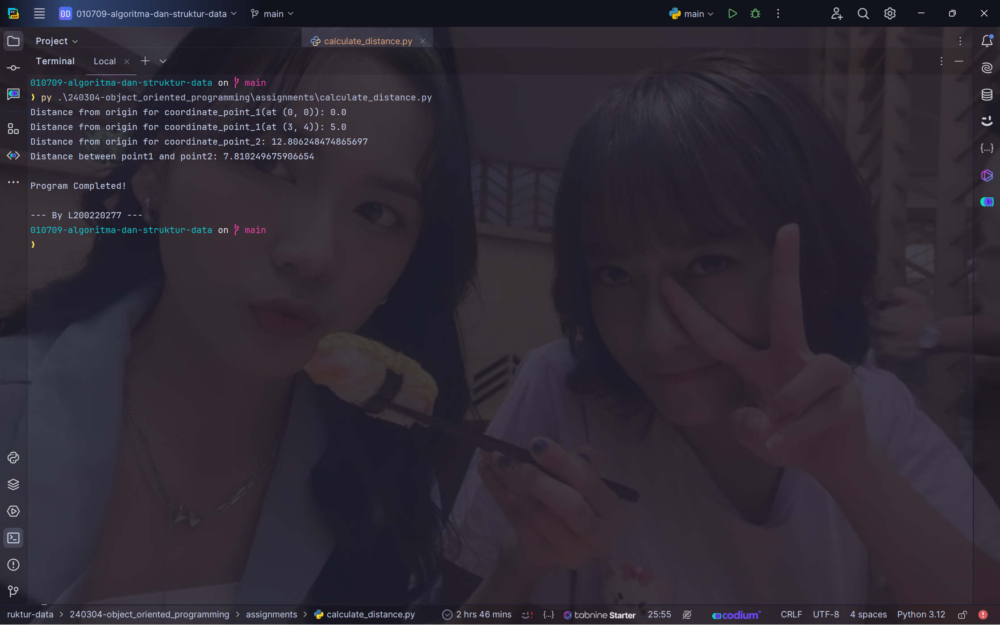 PC
EAP
0D 010709-algoritma-dan-struktur-data main main
Project calculate_distance.py
Terminal Local
010709-algoritma-dan-struktur-data on main
❯ py .\240304-object_oriented_programming\assignments\calculate_distance.py
Distance from origin for coordinate_point_1(at (0, 0)): 0.0
Distance from origin for coordinate_point_1(at (3, 4)): 5.0
Distance from origin for coordinate_point_2: 12.806248474865697
Distance between point1 and point2: 7.810249675906654
Program Completed!
--- By L200220277 ---
010709-algoritma-dan-struktur-data on main
❯
ruktur-data > 240304-object_oriented_programming > assignments > calculate_distance.py 2 hrs 46 mins {...} tabnine Starter 25:55 codium ai CRLF UTF-8 4 spaces Python 3.12